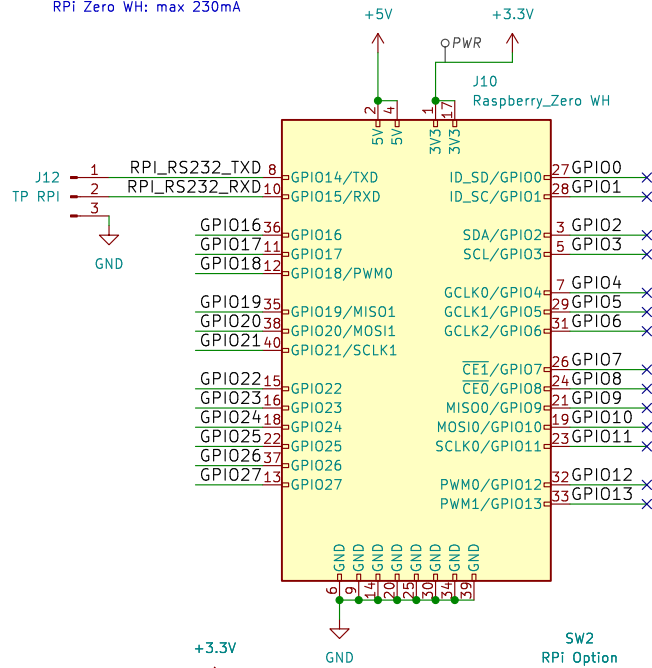 RPi Zero WH: max 230mA
+5V
+3.3V
PWR
J10
Raspberry_Zero WH
2 4 1 17
5V 5V 3V3 3V3
J12 1 RPI_RS232_TXD 8 GPIO14/TXD
TP RPI 2 RPI_RS232_RXD 10 GPIO15/RXD
3
GND
GPIO16 36 GPIO16
GPIO17 11 GPIO17
GPIO18 12 GPIO18/PWM0
GPIO19 35 GPIO19/MISO1
GPIO20 38 GPIO20/MOSI1
GPIO21 40 GPIO21/SCLK1
GPIO22 15 GPIO22
GPIO23 16 GPIO23
GPIO24 18 GPIO24
GPIO25 22 GPIO25
GPIO26 37 GPIO26
GPIO27 13 GPIO27
ID_SD/GPIO0 27 GPIO0
ID_SC/GPIO1 28 GPIO1
SDA/GPIO2 3 GPIO2
SCL/GPIO3 5 GPIO3
GCLK0/GPIO4 7 GPIO4
GCLK1/GPIO5 29 GPIO5
GCLK2/GPIO6 31 GPIO6
CE1/GPIO7 26 GPIO7
CE0/GPIO8 24 GPIO8
MISO0/GPIO9 21 GPIO9
MOSI0/GPIO10 19 GPIO10
SCLK0/GPIO11 23 GPIO11
PWM0/GPIO12 32 GPIO12
PWM1/GPIO13 33 GPIO13
GND GND GND GND GND GND GND GND
6 9 14 20 25 30 34 39
GND
+3.3V
SW2
RPi Option